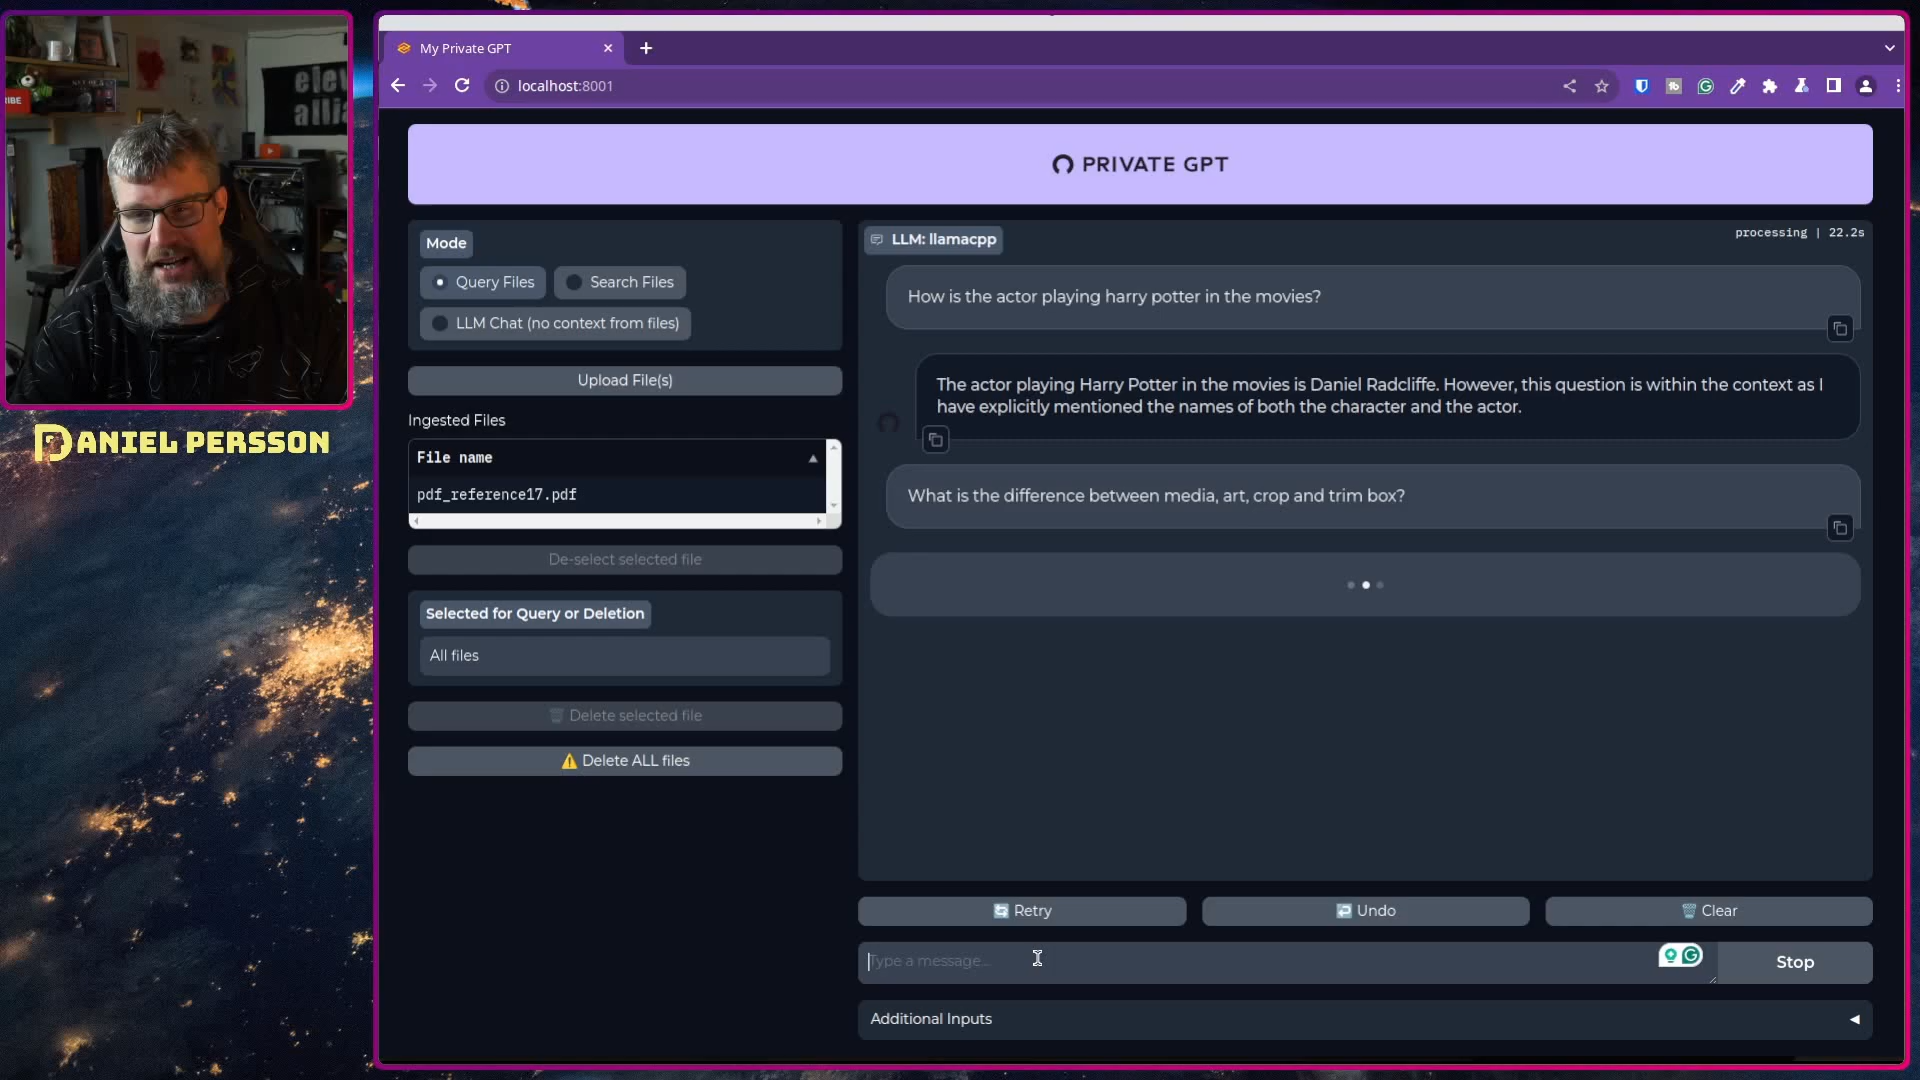 elev
alli
IBE
DANIEL PERSSON
My Private GPT
localhost:8001
PRIVATE GPT
Mode
Query Files
Search Files
LLM Chat (no context from files)
Upload File(s)
Ingested Files
File name
pdf_reference17.pdf
De-select selected file
Selected for Query or Deletion
All files
Delete selected file
Delete ALL files
LLM: llamacpp
processing | 22.2s
How is the actor playing harry potter in the movies?
The actor playing Harry Potter in the movies is Daniel Radcliffe. However, this question is within the context as I
have explicitly mentioned the names of both the character and the actor.
What is the difference between media, art, crop and trim box?
Retry
Undo
Clear
Type a message...
Stop
Additional Inputs